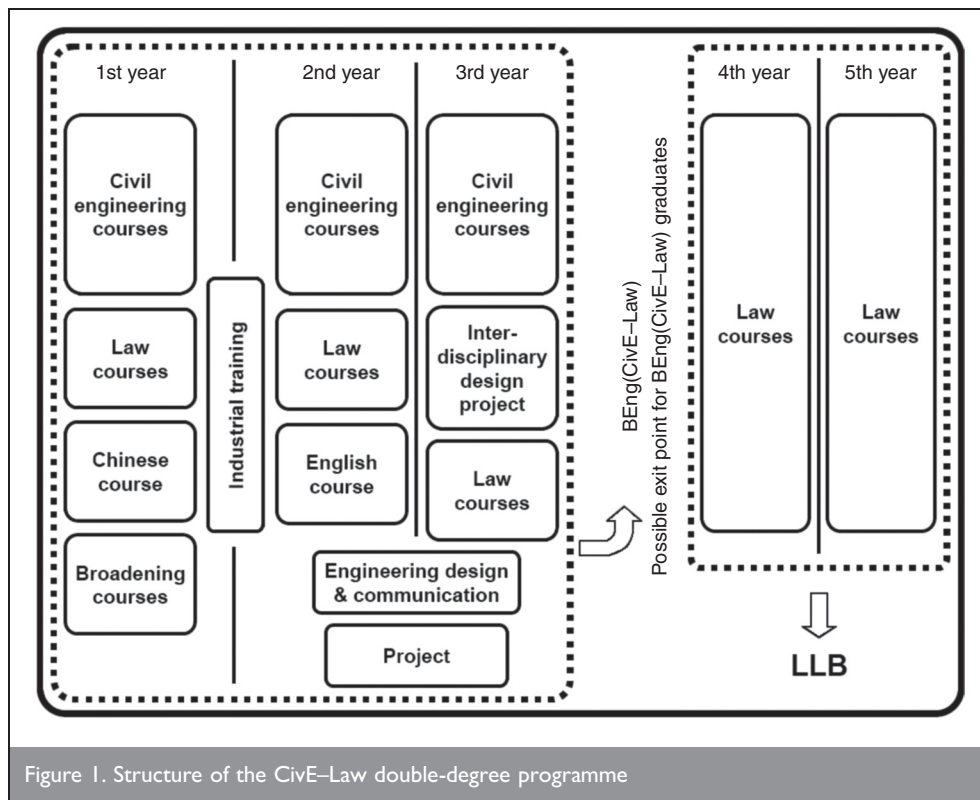 1st year
Civil
engineering
courses
Law
courses
Chinese
course
Broadening
courses
Industrial training
2nd year
Civil
engineering
courses
Law
courses
English
course
3rd year
Civil
engineering
courses
Inter-
disciplinary
design
project
Law
courses
Engineering design
& communication
Project
BEng(CivE–Law)
Possible exit point for BEng(CivE–Law) graduates
4th year
Law
courses
5th year
Law
courses
LLB
Figure 1. Structure of the CivE–Law double-degree programme